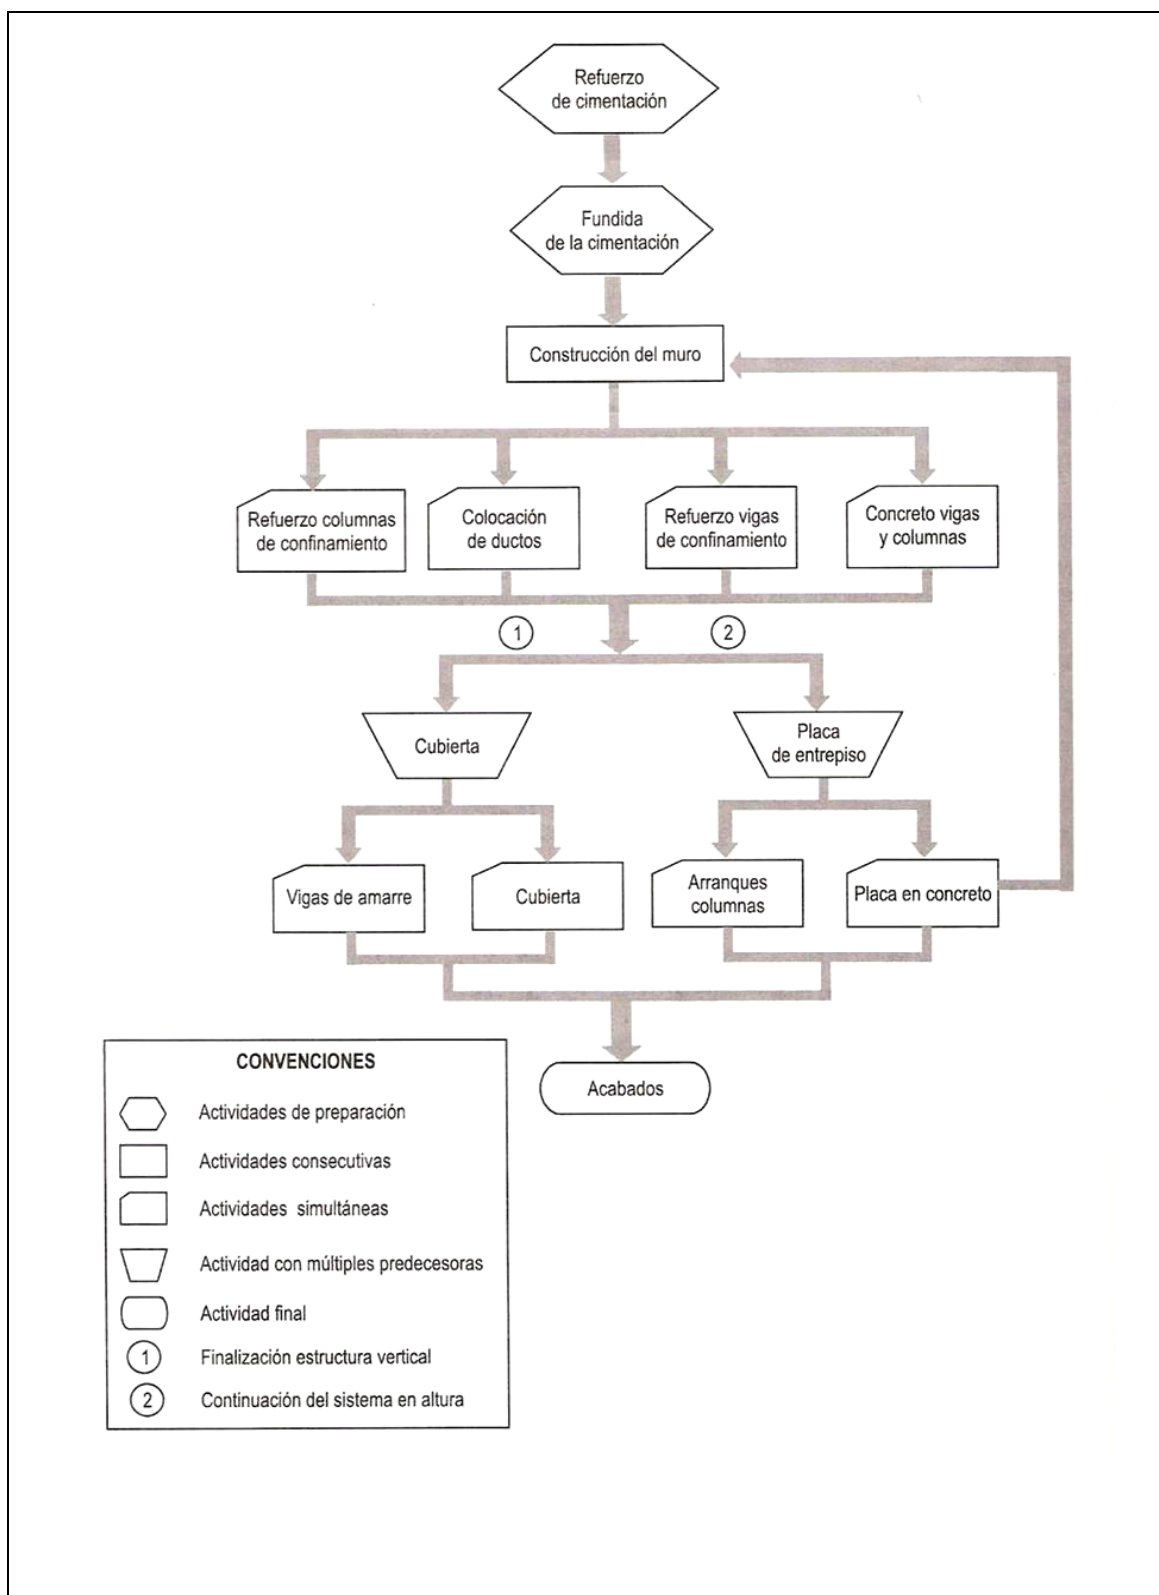 Refuerzo
de cimentación
Fundida
de la cimentación
Construcción del muro
Refuerzo columnas
de confinamiento
Colocación
de ductos
Refuerzo vigas
de confinamiento
Concreto vigas
y columnas
1
2
Cubierta
Placa
de entrepiso
Vigas de amarre
Cubierta
Arranques
columnas
Placa en concreto
Acabados
CONVENCIONES
Actividades de preparación
Actividades consecutivas
Actividades simultáneas
Actividad con múltiples predecesoras
Actividad final
1 Finalización estructura vertical
2 Continuación del sistema en altura